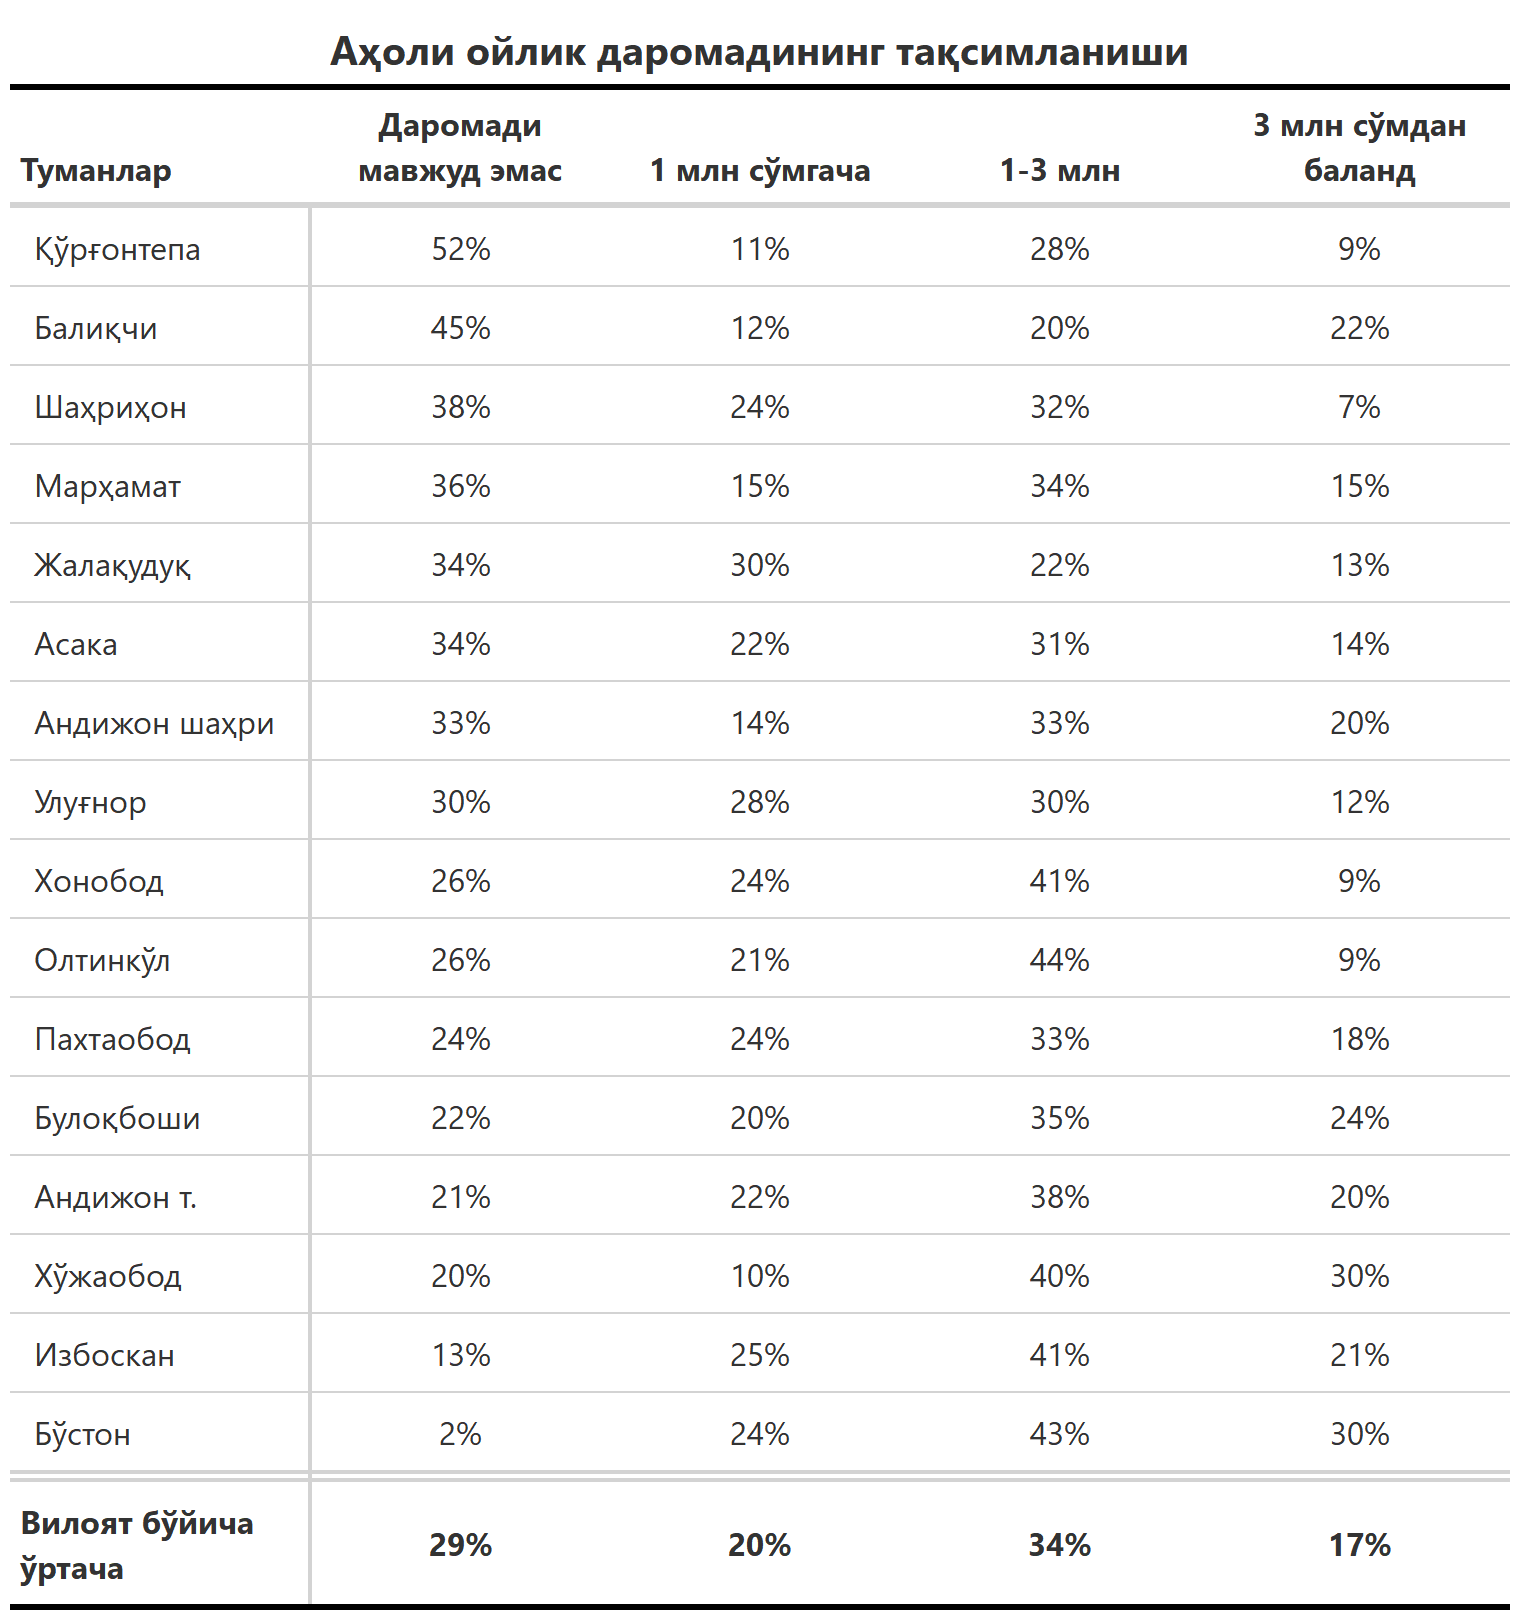 Аҳоли ойлик даромадининг тақсимланиши
Туманлар Даромади мавжуд эмас 1 млн сўмгача 1-3 млн 3 млн сўмдан баланд
Қўрғонтепа 52% 11% 28% 9%
Балиқчи 45% 12% 20% 22%
Шаҳриҳон 38% 24% 32% 7%
Марҳамат 36% 15% 34% 15%
Жалақудуқ 34% 30% 22% 13%
Асака 34% 22% 31% 14%
Андижон шаҳри 33% 14% 33% 20%
Улуғнор 30% 28% 30% 12%
Хонобод 26% 24% 41% 9%
Олтинкўл 26% 21% 44% 9%
Пахтаобод 24% 24% 33% 18%
Булоқбоши 22% 20% 35% 24%
Андижон т. 21% 22% 38% 20%
Хўжаобод 20% 10% 40% 30%
Избоскан 13% 25% 41% 21%
Бўстон 2% 24% 43% 30%
Вилоят бўйича ўртача 29% 20% 34% 17%